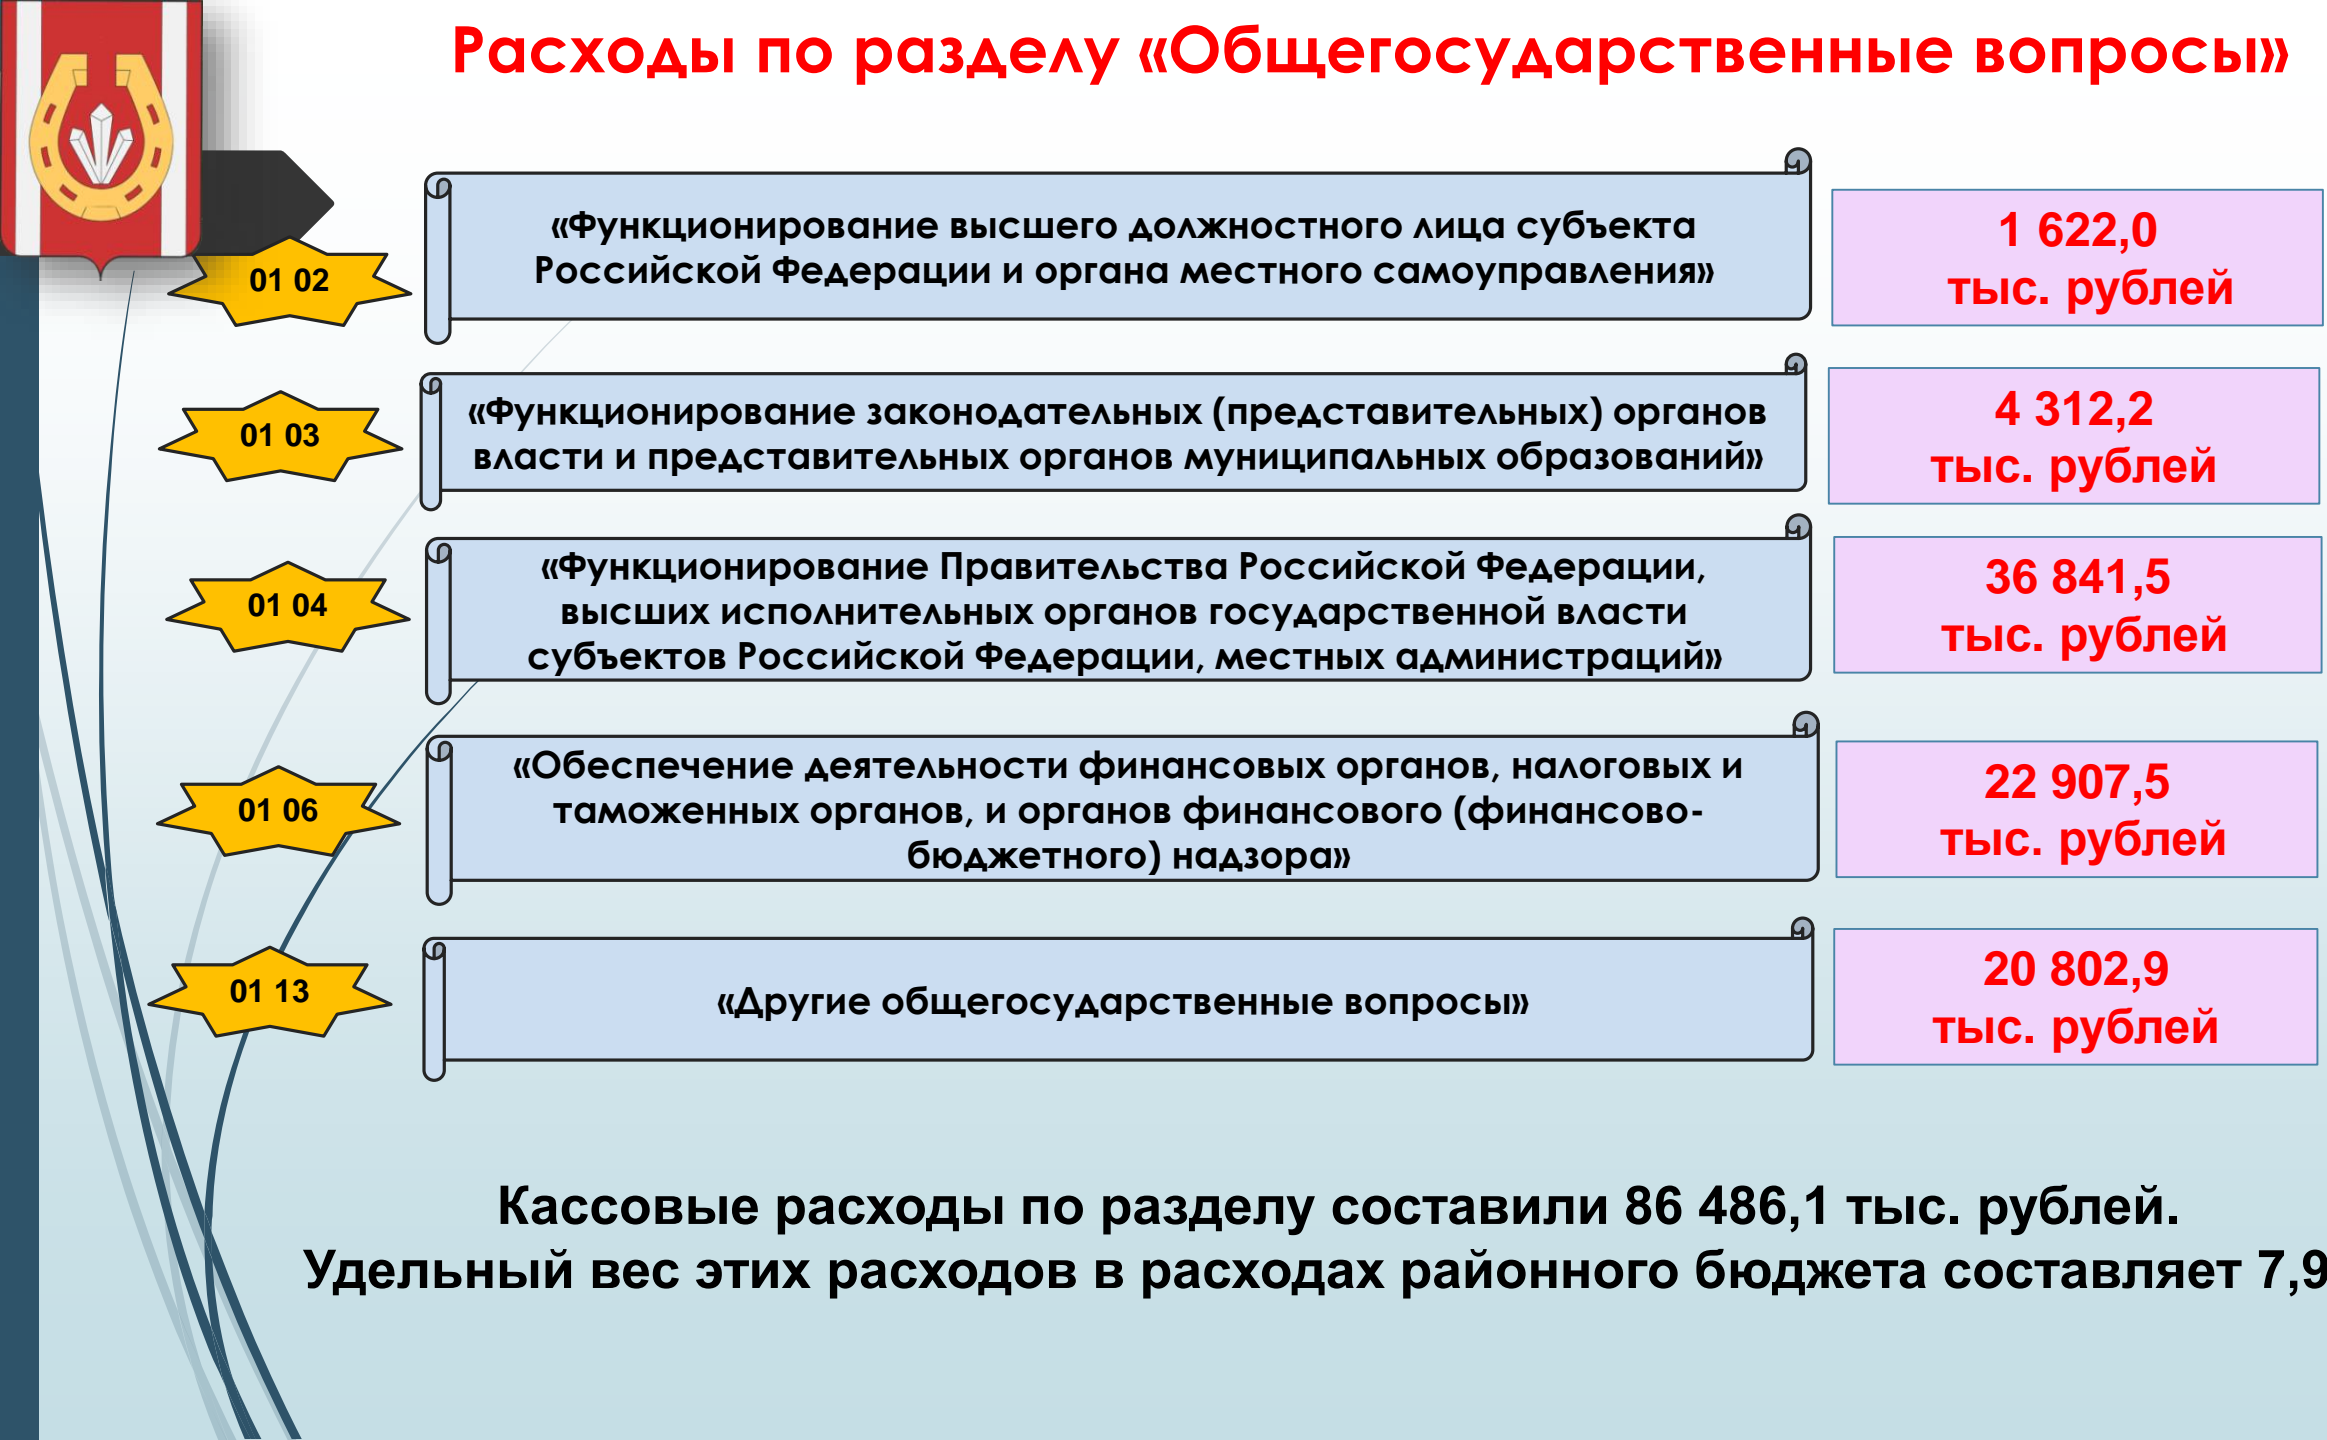 Расходы по разделу «Общегосударственные вопросы»
01 02
«Функционирование высшего должностного лица субъекта
Российской Федерации и органа местного самоуправления»
1 622,0
тыс. рублей
01 03
«Функционирование законодательных (представительных) органов
власти и представительных органов муниципальных образований»
4 312,2
тыс. рублей
01 04
«Функционирование Правительства Российской Федерации,
высших исполнительных органов государственной власти
субъектов Российской Федерации, местных администраций»
36 841,5
тыс. рублей
01 06
«Обеспечение деятельности финансовых органов, налоговых и
таможенных органов, и органов финансового (финансово-
бюджетного) надзора»
22 907,5
тыс. рублей
01 13
«Другие общегосударственные вопросы»
20 802,9
тыс. рублей
Кассовые расходы по разделу составили 86 486,1 тыс. рублей.
Удельный вес этих расходов в расходах районного бюджета составляет 7,9